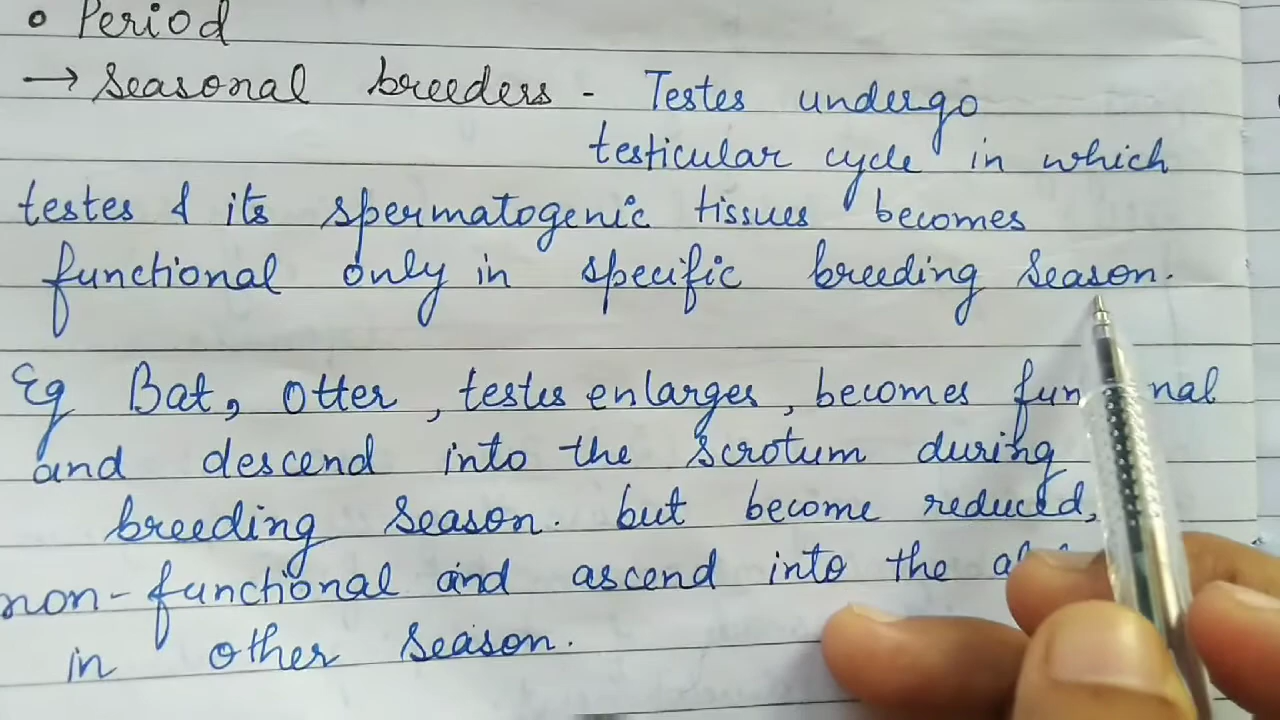 • Period
→ Seasonal breeders - Testes undergo
testicular cycle in which
testes & its spermatogenic tissues becomes
functional only in specific breeding season.
Eg Bat, Otter, testes enlarges, becomes
and descend into the scrotum during
breeding season. but become reduced,
non-functional and ascend into the
in other season.